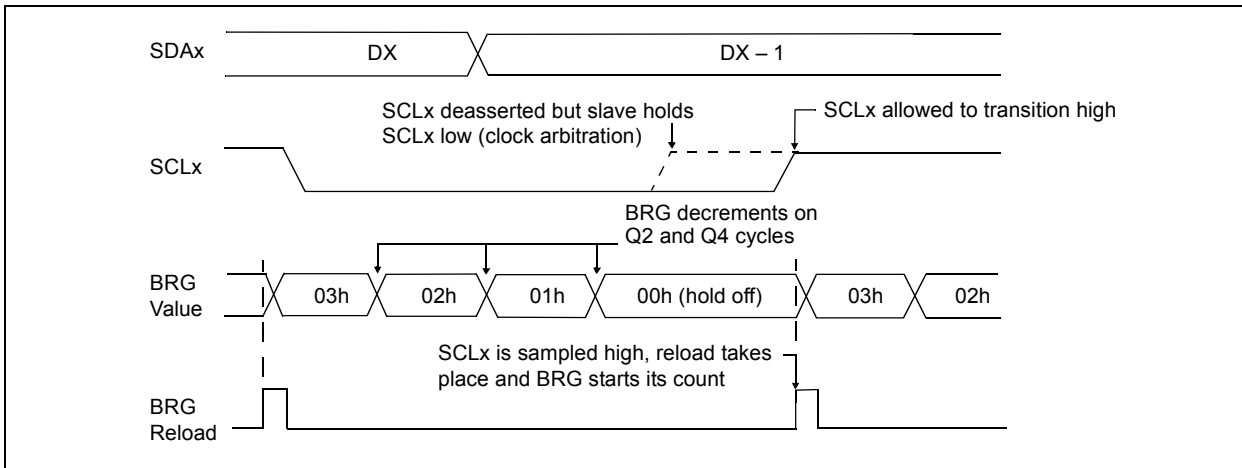 SDAx
DX
DX – 1
SCLx deasserted but slave holds
SCLx low (clock arbitration)
SCLx allowed to transition high
SCLx
BRG decrements on
Q2 and Q4 cycles
BRG
Value
03h
02h
01h
00h (hold off)
03h
02h
SCLx is sampled high, reload takes
place and BRG starts its count
BRG
Reload